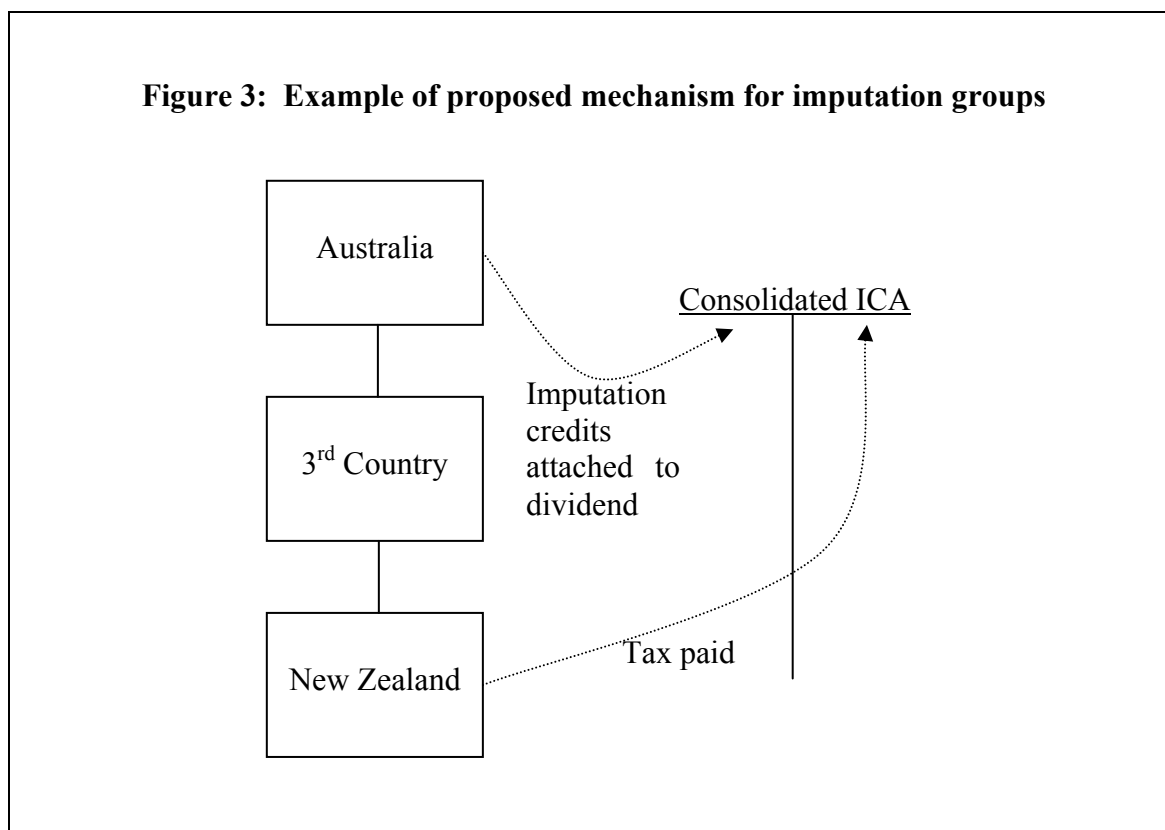 Figure 3: Example of proposed mechanism for imputation groups
Australia
Consolidated ICA
Imputation
credits
attached to
dividend
3rd Country
Tax paid
New Zealand